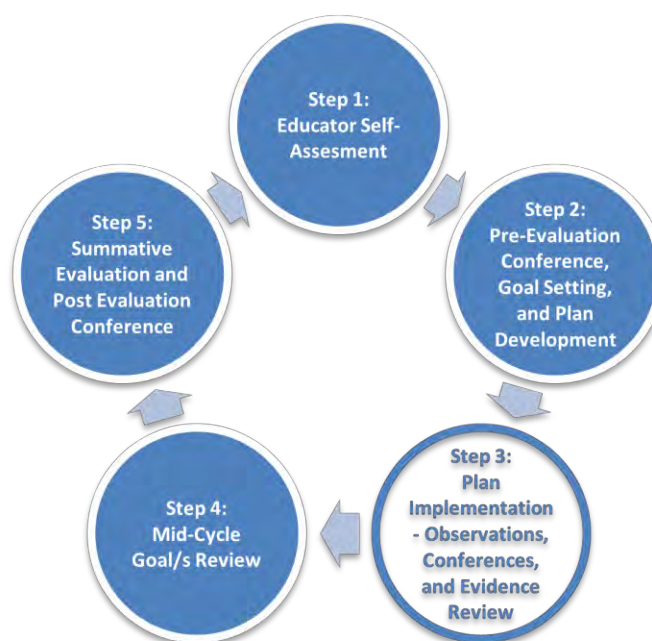 Step 1:
Educator Self-
Assesment
Step 2:
Pre-Evaluation
Conference,
Goal Setting,
and Plan
Development
Step 3:
Plan
Implementation
- Observations,
Conferences,
and Evidence
Review
Step 4:
Mid-Cycle
Goal/s Review
Step 5:
Summative
Evaluation and
Post Evaluation
Conference